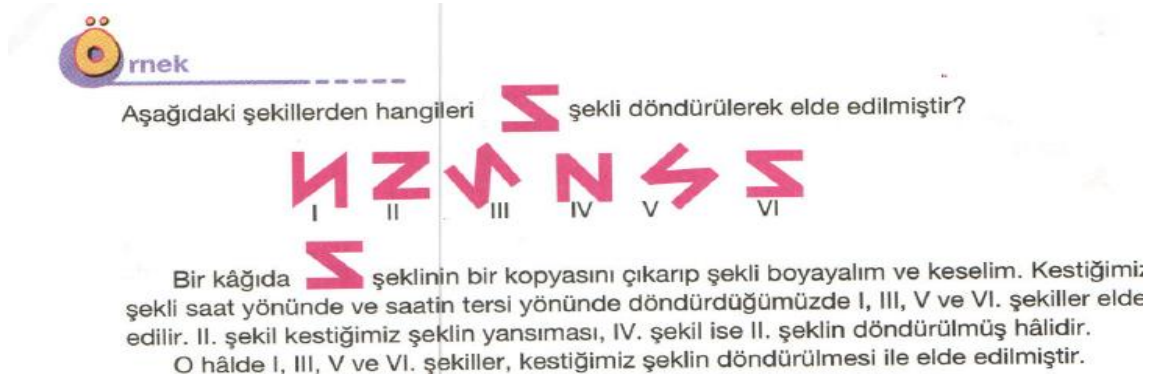 Örnek
Aşağıdaki şekillerden hangileri şekli döndürülerek elde edilmiştir?
I II III IV V VI
Bir kâğıda şeklinin bir kopyasını çıkarıp şekli boyayalım ve keselim. Kestiğimiz
şekli saat yönünde ve saatin tersi yönünde döndürdüğümüzde I, III, V ve VI. şekiller elde
edilir. II. şekil kestiğimiz şeklin yansıması, IV. şekil ise II. şeklin döndürülmüş hâlidir.
O hâlde I, III, V ve VI. şekiller, kestiğimiz şeklin döndürülmesi ile elde edilmiştir.